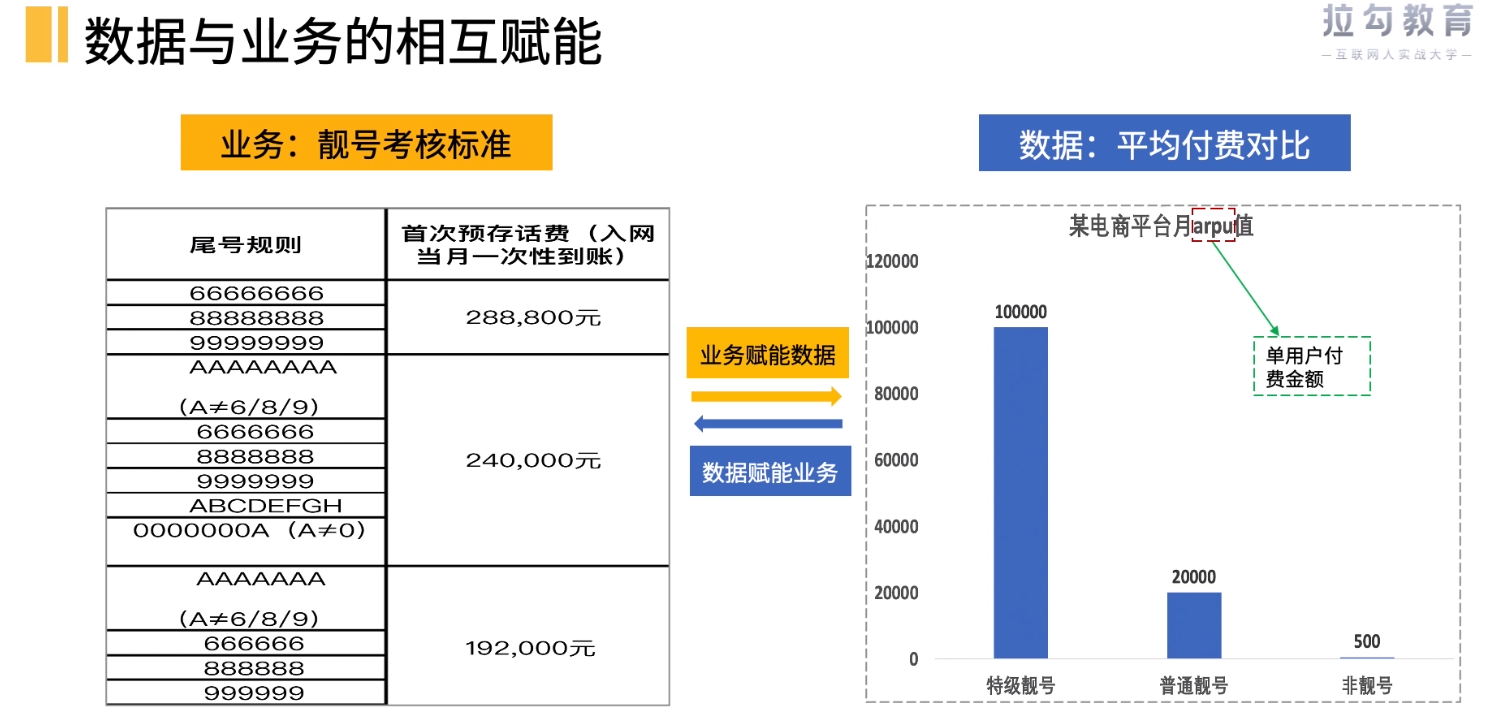 数据与业务的相互赋能
拉勾教育
—互联网人实战大学—
业务：靓号考核标准
数据：平均付费对比
尾号规则
首次预存话费（入网
当月一次性到账）
66666666
88888888
99999999
288,800元
AAAAAAAA
(A≠6/8/9)
6666666
8888888
9999999
ABCDEFGH
0000000A（A≠0)
240,000元
AAAAAAA
(A≠6/8/9)
666666
888888
999999
192,000元
业务赋能数据
数据赋能业务
某电商平台月arpu值
单用户付
费金额
120000
100000
80000
60000
40000
20000
0
100000
20000
500
特级靓号
普通靓号
非靓号